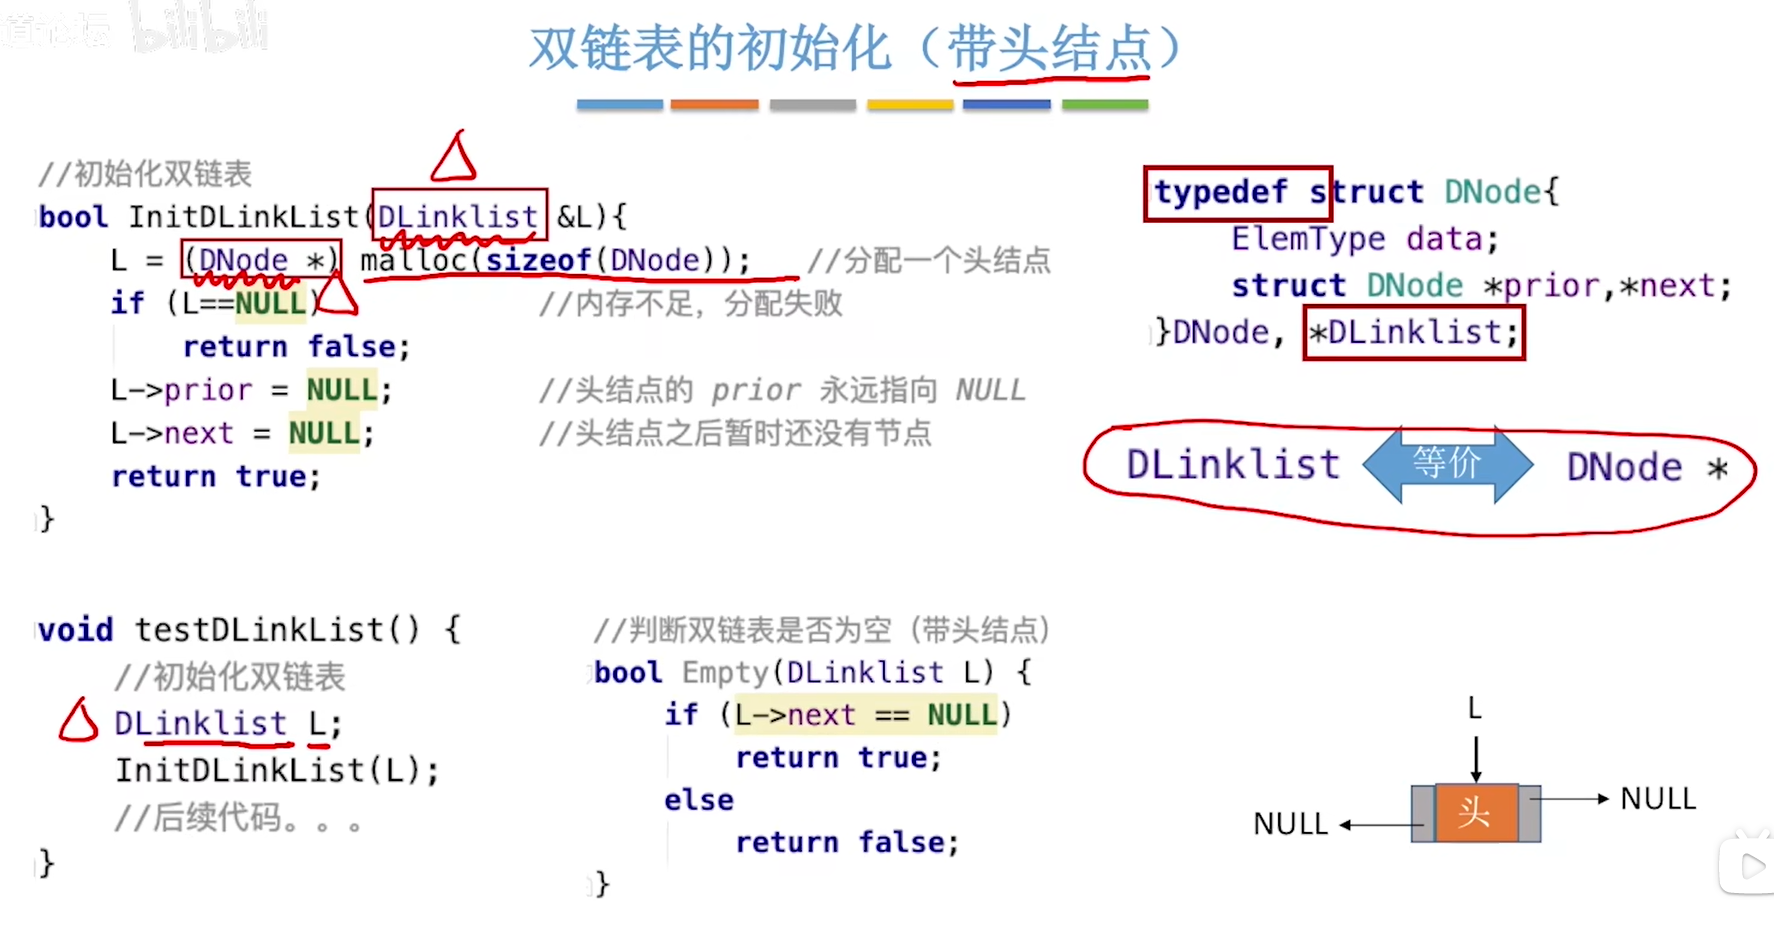 bilibili
双链表的初始化（带头结点）
//初始化双链表
bool InitDLinkList(DLinklist &L){
L = (DNode *) malloc(sizeof(DNode)); //分配一个头结点
if (L==NULL) //内存不足，分配失败
return false;
L->prior = NULL; //头结点的 prior 永远指向 NULL
L->next = NULL; //头结点之后暂时还没有节点
return true;
}
typedef struct DNode{
ElemType data;
struct DNode *prior,*next;
}DNode, *DLinklist;
DLinklist 等价 DNode *
void testDLinkList() {
//初始化双链表
DLinklist L;
InitDLinkList(L);
//后续代码。。。
}
//判断双链表是否为空（带头结点）
bool Empty(DLinklist L) {
if (L->next == NULL)
return true;
else
return false;
}
L
NULL 头 NULL